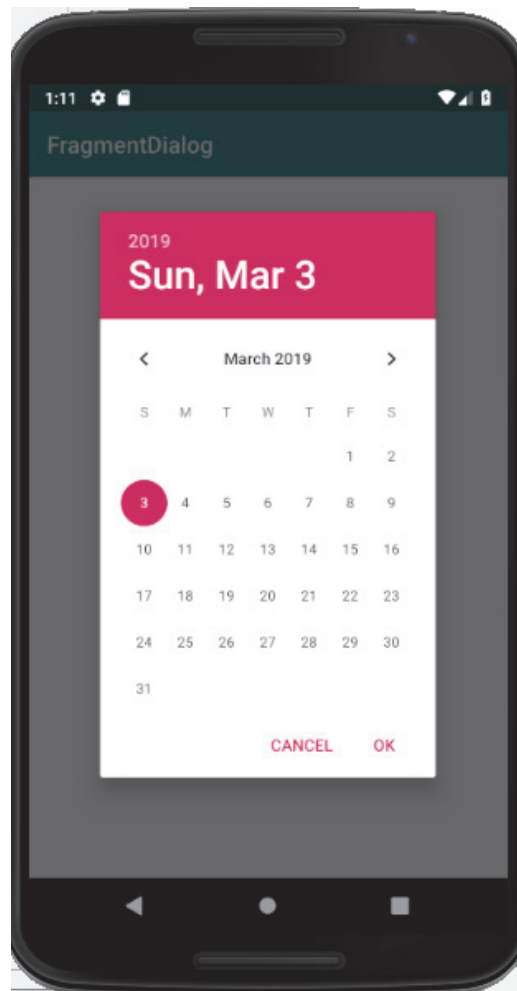 1:11
FragmentDialog
2019
Sun, Mar 3
March 2019
S M T W T F S
1 2
3 4 5 6 7 8 9
10 11 12 13 14 15 16
17 18 19 20 21 22 23
24 25 26 27 28 29 30
31
CANCEL OK